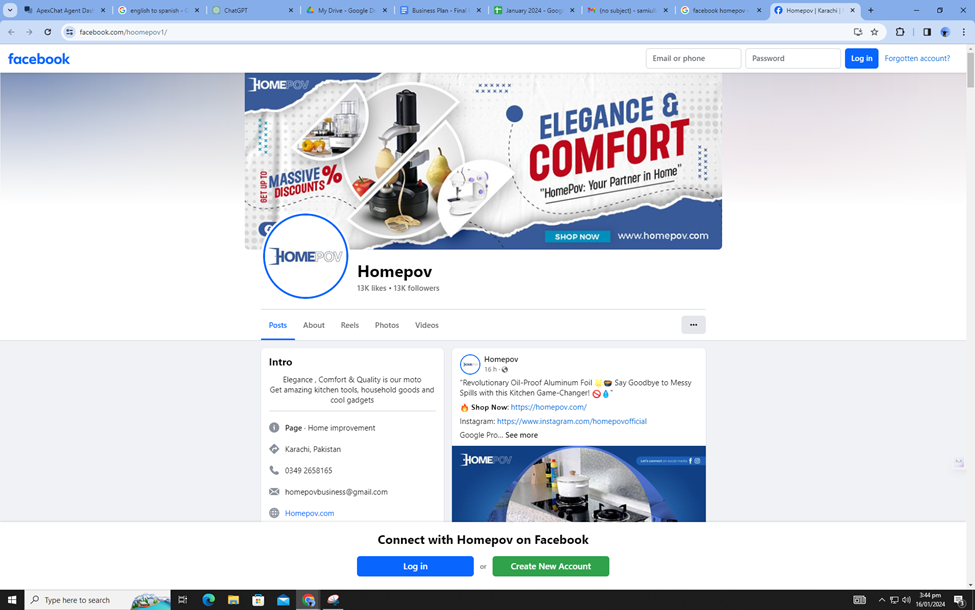 ApexChat Agent Dash
english to spanish - G
ChatGPT
My Drive - Google D
Business Plan - Final
January 2024 - Goog
(no subject) - samiul
facebook homepov -
Homepov | Karachi |
facebook.com/hoomepov1/
facebook
Email or phone
Password
Log in
Forgotten account?
HOMEPOV
GET UP TO
MASSIVE %
DISCOUNTS
ELEGANCE &
COMFORT
"HomePov: Your Partner in Home"
SHOP NOW
www.homepov.com
HOMEPOV
Homepov
13K likes • 13K followers
Posts
About
Reels
Photos
Videos
Intro
Elegance , Comfort & Quality is our moto
Get amazing kitchen tools, household goods and
cool gadgets
Page · Home improvement
Karachi, Pakistan
0349 2658165
homepovbusiness@gmail.com
Homepov.com
Homepov
16 h ·
"Revolutionary Oil-Proof Aluminum Foil 🌟🍲 Say Goodbye to Messy
Spills with this Kitchen Game-Changer! 🚫💧"
🔥 Shop Now: https://homepov.com/
Instagram: https://www.instagram.com/homepovofficial
Google Pro... See more
HOMEPOV
Connect with Homepov on Facebook
Log in
or
Create New Account
Type here to search
3:44 pm
16/01/2024
3